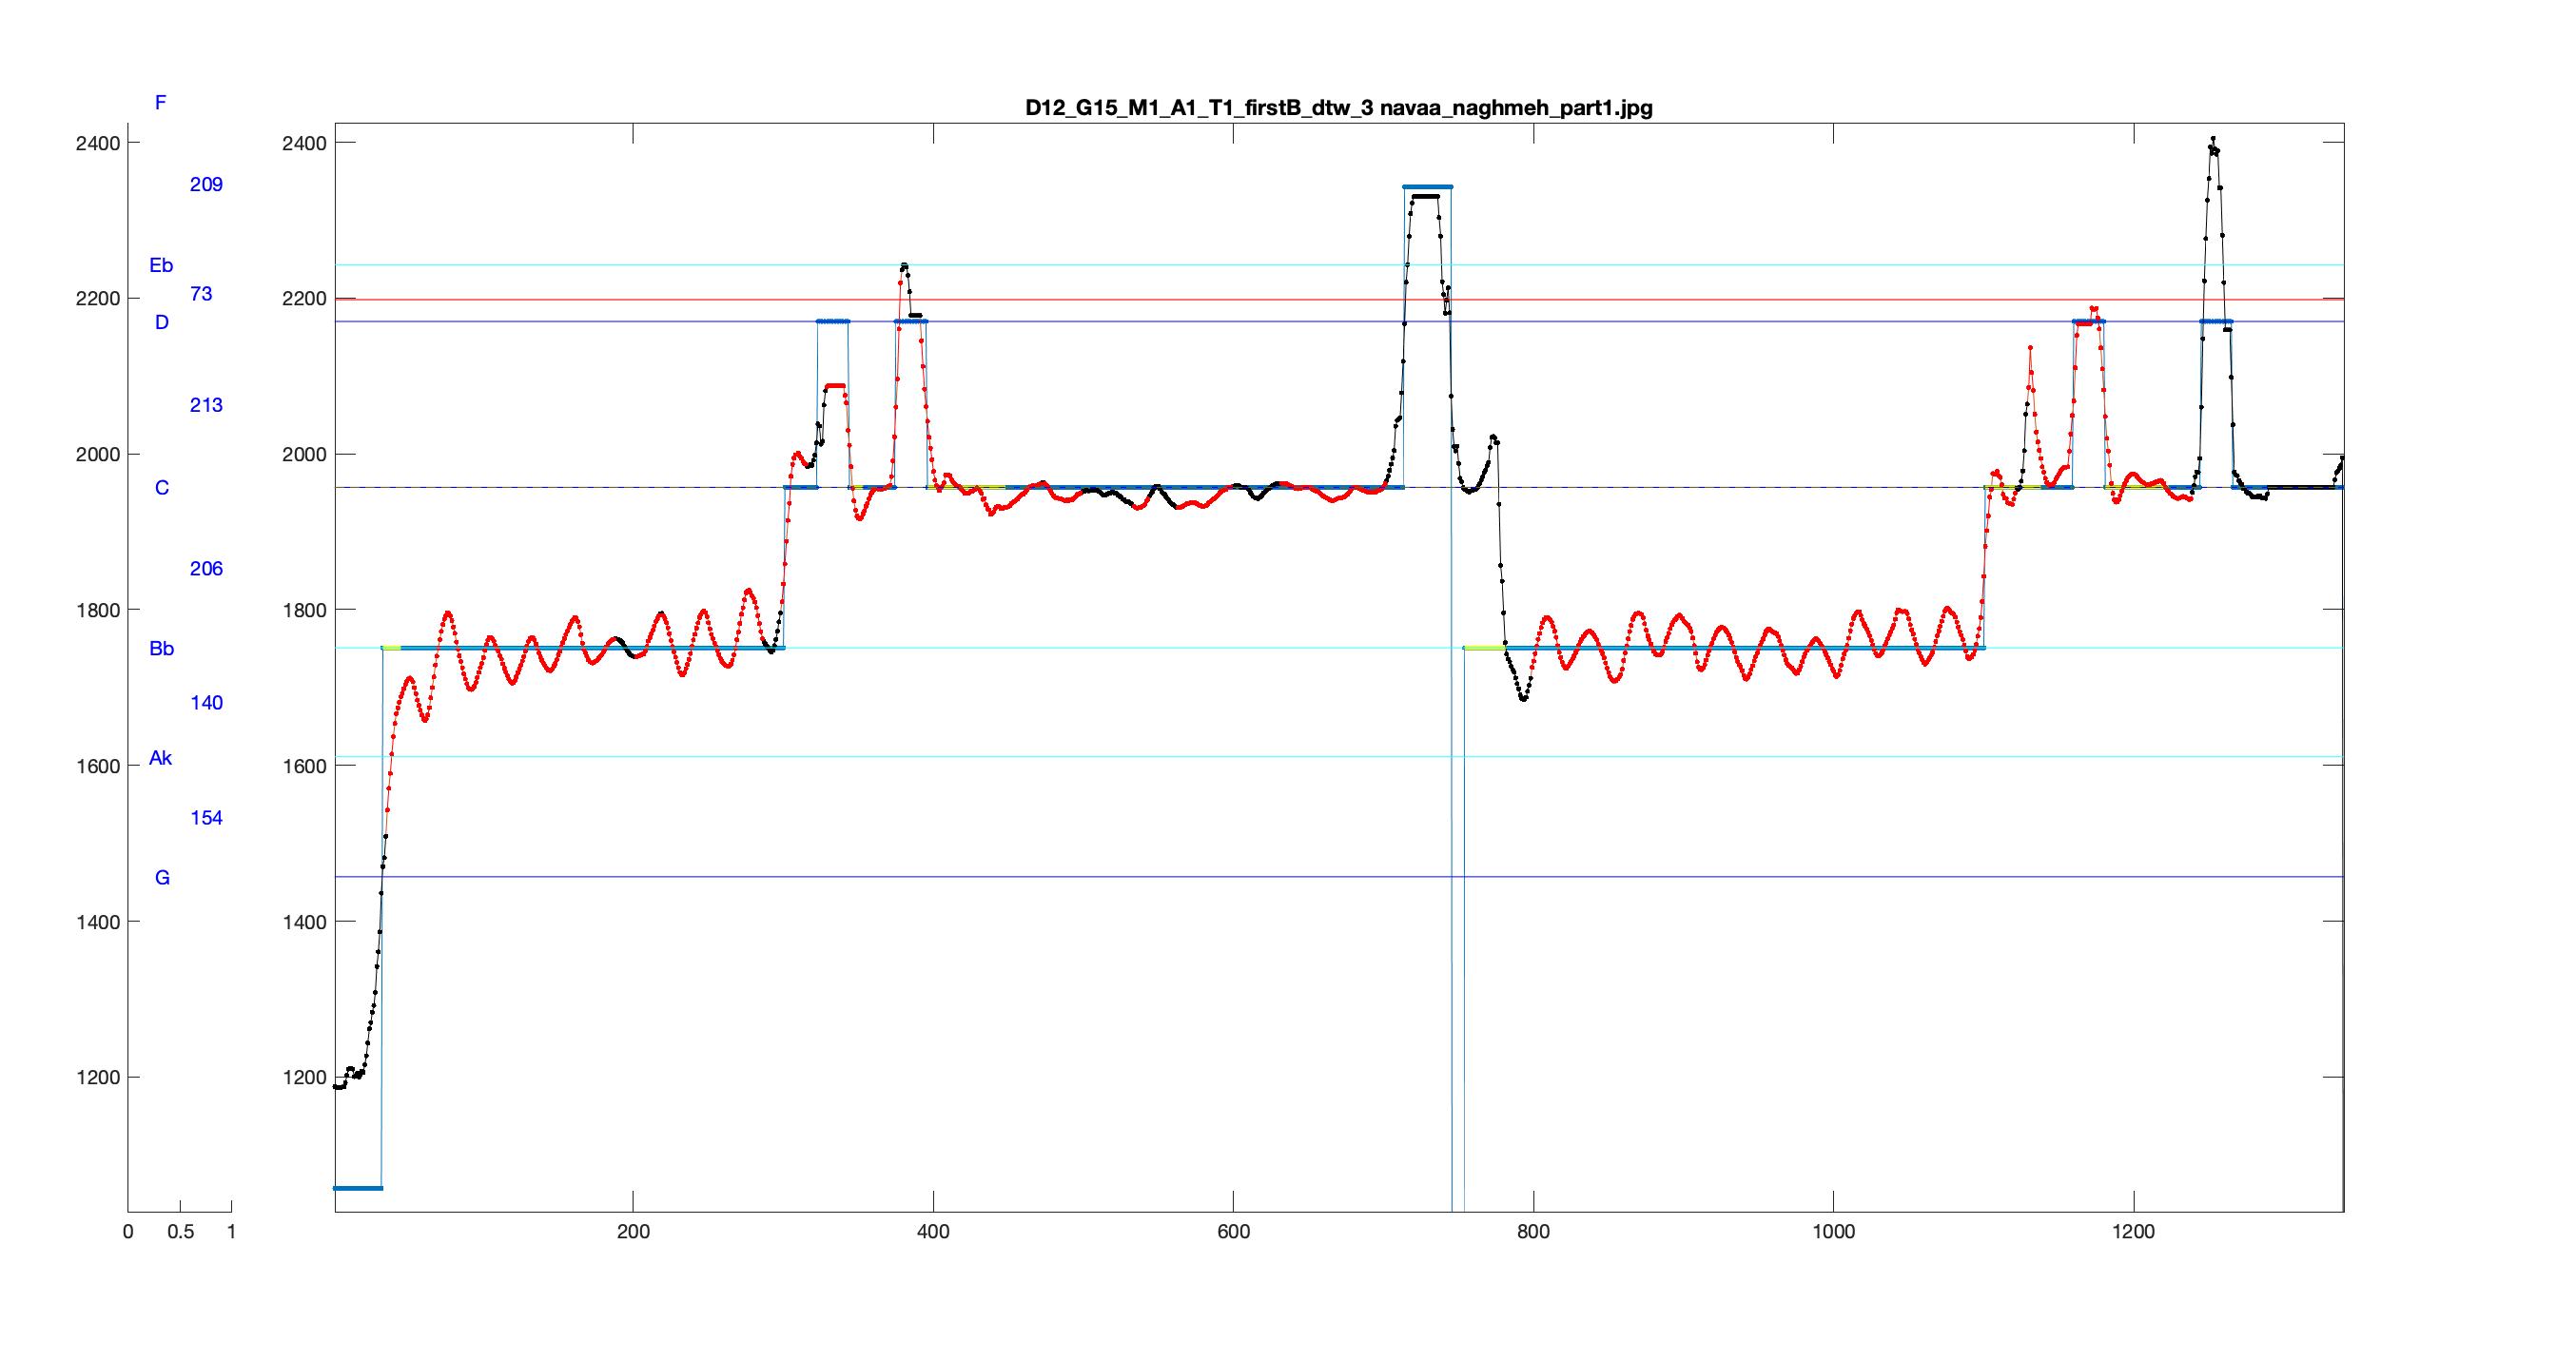 D12_G15_M1_A1_T1_firstB_dtw_3 navaa_naghmeh_part1.jpg
F
2400 2400
209
Eb
73
2200 2200
D
213
2000 2000
C
206
1800 1800
Bb
140
Ak
1600 1600
154
G
1400 1400
1200 1200
0 0.5 1 200 400 600 800 1000 1200